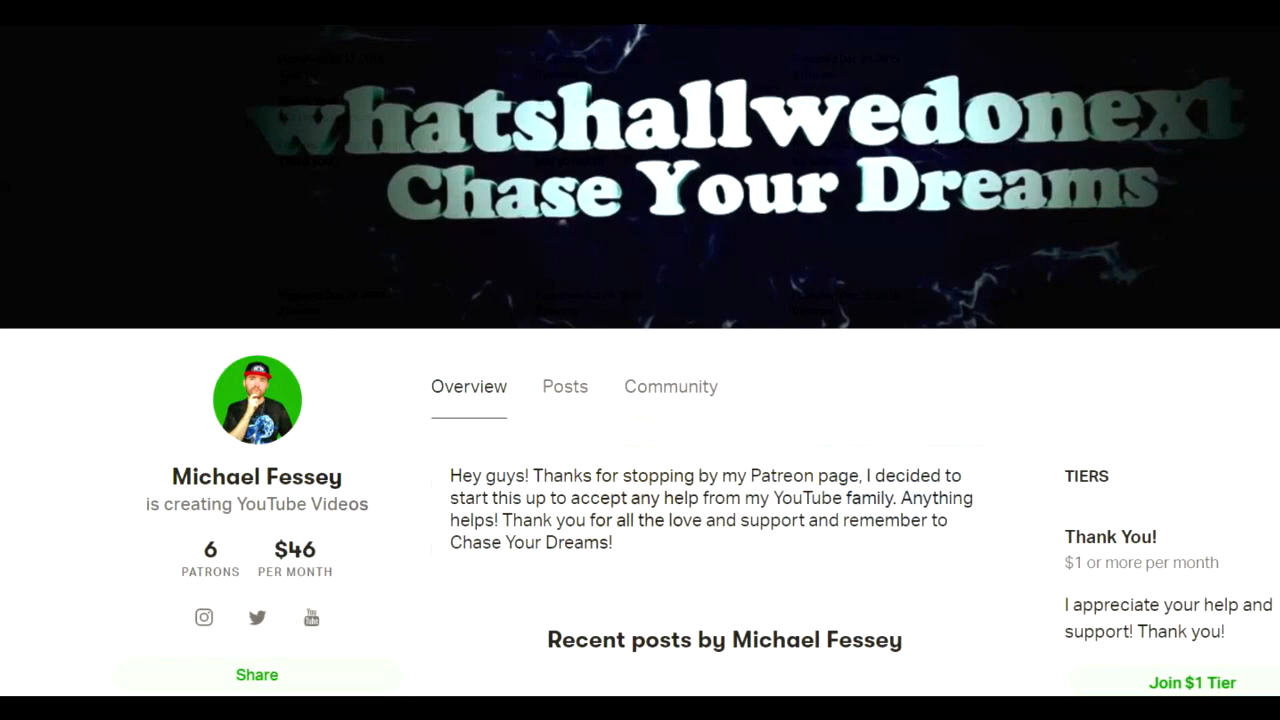 whatshallwedonext
Chase Your Dreams
Overview Posts Community
Michael Fessey
is creating YouTube Videos
6 $46
PATRONS PER MONTH
Share
Hey guys! Thanks for stopping by my Patreon page, I decided to
start this up to accept any help from my YouTube family. Anything
helps! Thank you for all the love and support and remember to
Chase Your Dreams!
Recent posts by Michael Fessey
TIERS
Thank You!
$1 or more per month
I appreciate your help and
support! Thank you!
Join $1 Tier